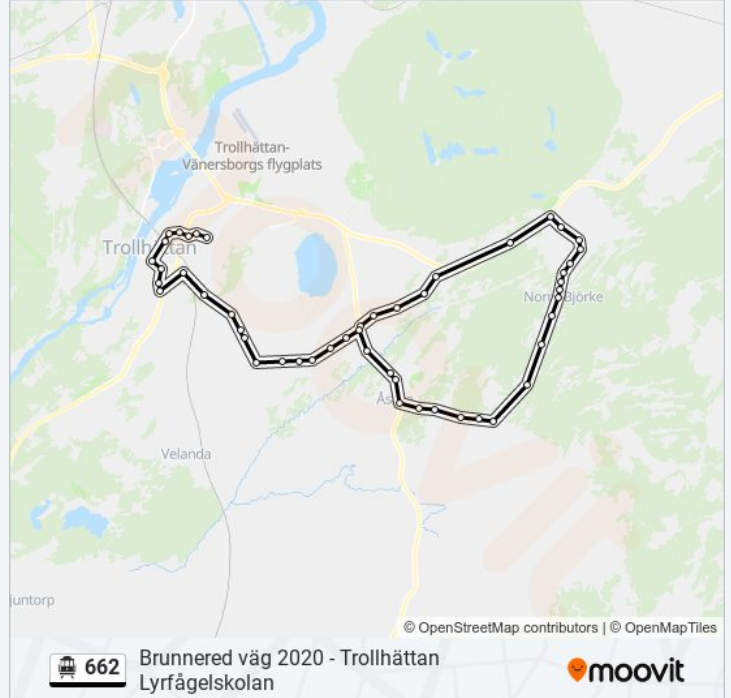 Trollhättan-
Vänersborgs flygplats
Trollhättan
Norra Björke
Velanda
juntorp
© OpenStreetMap contributors | © OpenMapTiles
662
Brunnered väg 2020 - Trollhättan
Lyrfågelskolan
moovit